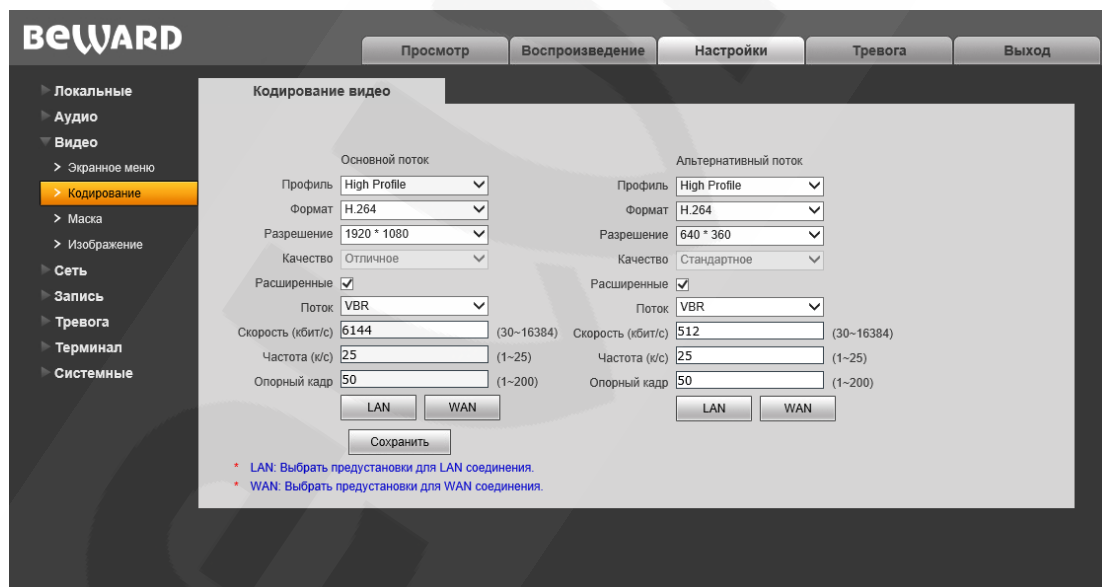 BEWARD
Просмотр Воспроизведение Настройки Тревога Выход
Локальные
Аудио
Видео
> Экранное меню
> Кодирование
> Маска
> Изображение
Сеть
Запись
Тревога
Терминал
Системные
Кодирование видео
Основной поток
Профиль High Profile
Формат H.264
Разрешение 1920 * 1080
Качество Отличное
Расширенные
Поток VBR
Скорость (кбит/с) 6144 (30~16384)
Частота (к/с) 25 (1~25)
Опорный кадр 50 (1~200)
LAN WAN
Альтернативный поток
Профиль High Profile
Формат H.264
Разрешение 640 * 360
Качество Стандартное
Расширенные
Поток VBR
Скорость (кбит/с) 512 (30~16384)
Частота (к/с) 25 (1~25)
Опорный кадр 50 (1~200)
LAN WAN
Сохранить
* LAN: Выбрать предустановки для LAN соединения.
* WAN: Выбрать предустановки для WAN соединения.